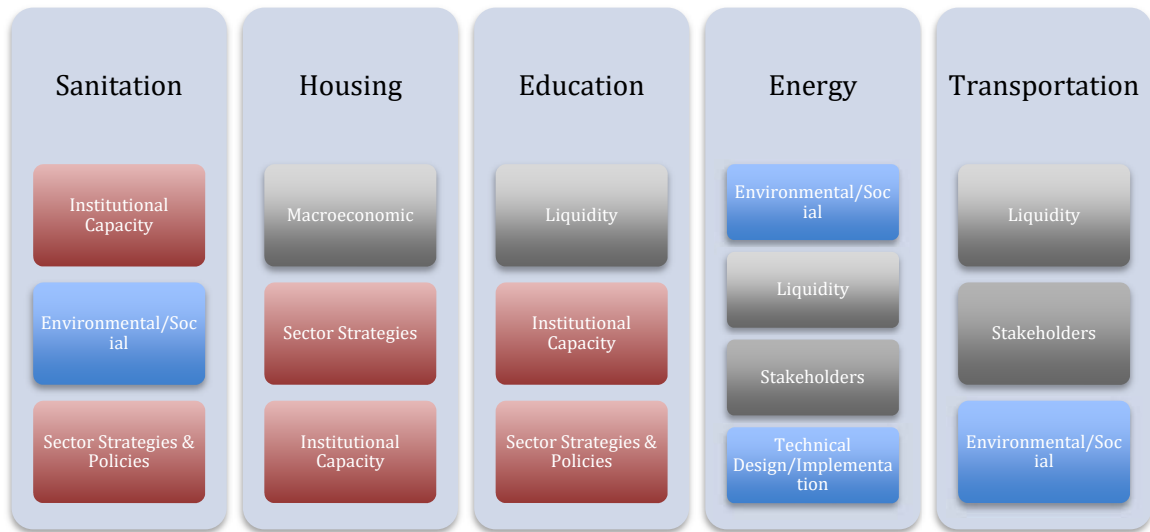 Sanitation
Institutional
Capacity
Environmental/Soc
ial
Sector Strategies &
Policies
Housing
Macroeconomic
Sector Strategies
Institutional
Capacity
Education
Liquidity
Institutional
Capacity
Sector Strategies &
Policies
Energy
Environmental/Soc
ial
Liquidity
Stakeholders
Technical
Design/Implementa
tion
Transportation
Liquidity
Stakeholders
Environmental/Soc
ial